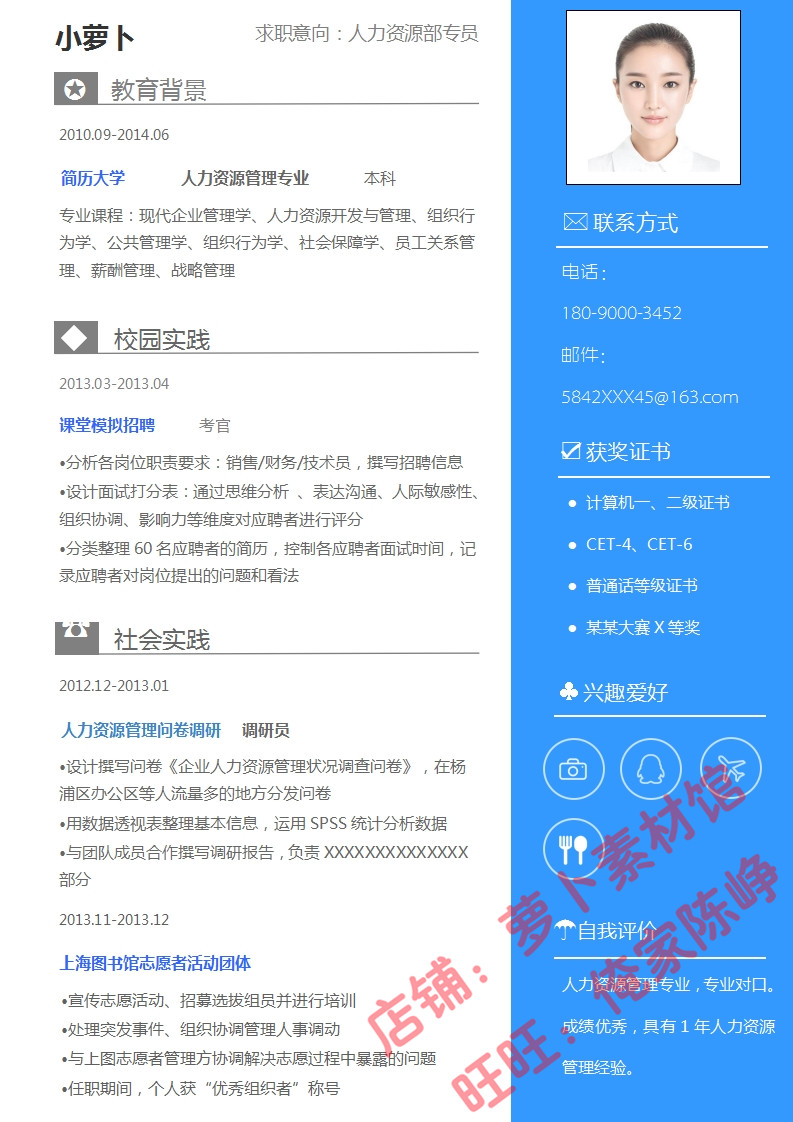 小萝卜
求职意向：人力资源部专员
教育背景
2010.09-2014.06
简历大学 人力资源管理专业 本科
专业课程：现代企业管理学、人力资源开发与管理、组织行
为学、公共管理学、组织行为学、社会保障学、员工关系管
理、薪酬管理、战略管理
校园实践
2013.03-2013.04
课堂模拟招聘 考官
•分析各岗位职责要求：销售/财务/技术员，撰写招聘信息
•设计面试打分表：通过思维分析 、表达沟通、人际敏感性、
组织协调、影响力等维度对应聘者进行评分
•分类整理 60 名应聘者的简历，控制各应聘者面试时间，记
录应聘者对岗位提出的问题和看法
社会实践
2012.12-2013.01
人力资源管理问卷调研 调研员
•设计撰写问卷《企业人力资源管理状况调查问卷》，在杨
浦区办公区等人流量多的地方分发问卷
•用数据透视表整理基本信息，运用 SPSS 统计分析数据
•与团队成员合作撰写调研报告，负责 XXXXXXXXXXXXXX
部分
2013.11-2013.12
上海图书馆志愿者活动团体
•宣传志愿活动、招募选拔组员并进行培训
•处理突发事件、组织协调管理人事调动
•与上图志愿者管理方协调解决志愿过程中暴露的问题
•任职期间，个人获“优秀组织者”称号
联系方式
电话：
180-9000-3452
邮件：
5842XXX45@163.com
获奖证书
● 计算机一、二级证书
● CET-4、CET-6
● 普通话等级证书
● 某某大赛 X 等奖
兴趣爱好
自我评价
人力资源管理专业，专业对口。
成绩优秀，具有 1 年人力资源
管理经验。
店铺：萝卜素材馆
旺旺：俺家陈峥